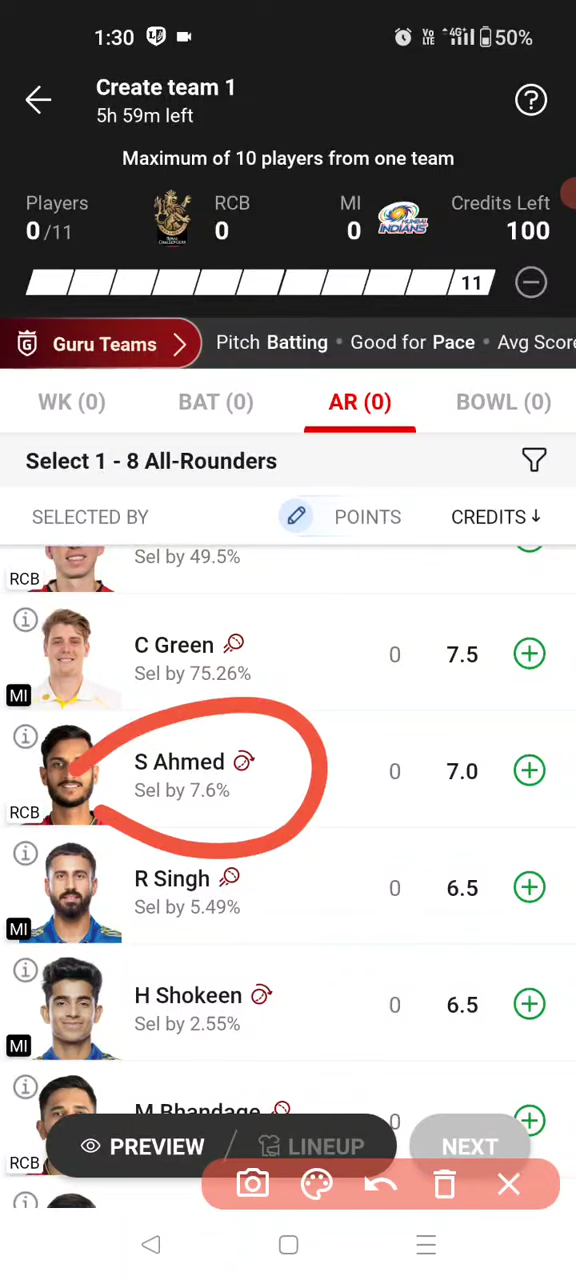 1:30
Vo LTE 4G+ 50%
Create team 1
5h 59m left
Maximum of 10 players from one team
Players RCB MI Credits Left
0 /11 0 0 100
MUMBAI INDIANS
11
Guru Teams Pitch Batting • Good for Pace • Avg Score
WK (0) BAT (0) AR (0) BOWL (0)
Select 1 - 8 All-Rounders
SELECTED BY POINTS CREDITS↓
RCB Sel by 49.5%
C Green 0 7.5
Sel by 75.26%
MI
S Ahmed 0 7.0
Sel by 7.6%
RCB
R Singh 0 6.5
Sel by 5.49%
MI
H Shokeen 0 6.5
Sel by 2.55%
MI
M Bhandage 0
RCB
PREVIEW / LINEUP NEXT